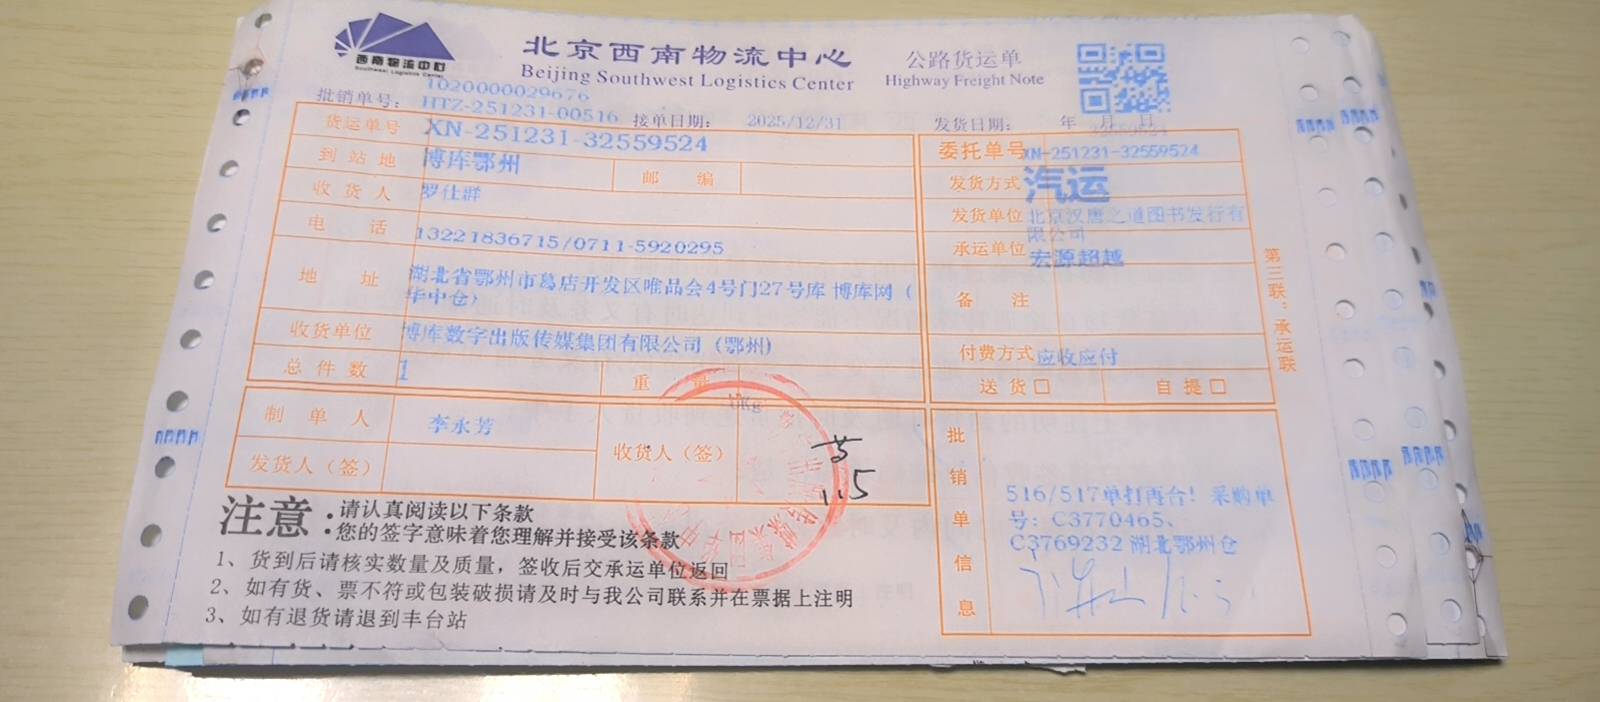 西南物流中心
Southwest Logistics Center
北京西南物流中心
Beijing Southwest Logistics Center
公路货运单
Highway Freight Note
T020000029676
批销单号： HTZ-251231-00516 接单日期： 2025/12/31 发货日期： 年 月 日
货运单号 XN-251231-32559524
委托单号 XN-251231-32559524
到站地 博库鄂州 邮编
发货方式 汽运
收货人 罗仕群
发货单位 北京汉唐之道图书发行有
限公司
电话 13221836715/0711-5920295
承运单位 宏源超越
地址 湖北省鄂州市葛店开发区唯品会4号门27号库 博库网（
华中仓）
备注
收货单位 博库数字出版传媒集团有限公司（鄂州)
付费方式 应收应付
总件数 1 重量 0Kg
送货□ 自提□
第三联：承运联
制单人 李永芳
收货人（签）
1.5
发货人（签）
批销单信息
516/517单打再合！采购单
号：C3770465、
C3769232 湖北鄂州仓
注意：
请认真阅读以下条款
您的签字意味着您理解并接受该条款
1、货到后请核实数量及质量，签收后交承运单位返回
2、如有货、票不符或包装破损请及时与我公司联系并在票据上注明
3、如有退货请退到丰台站